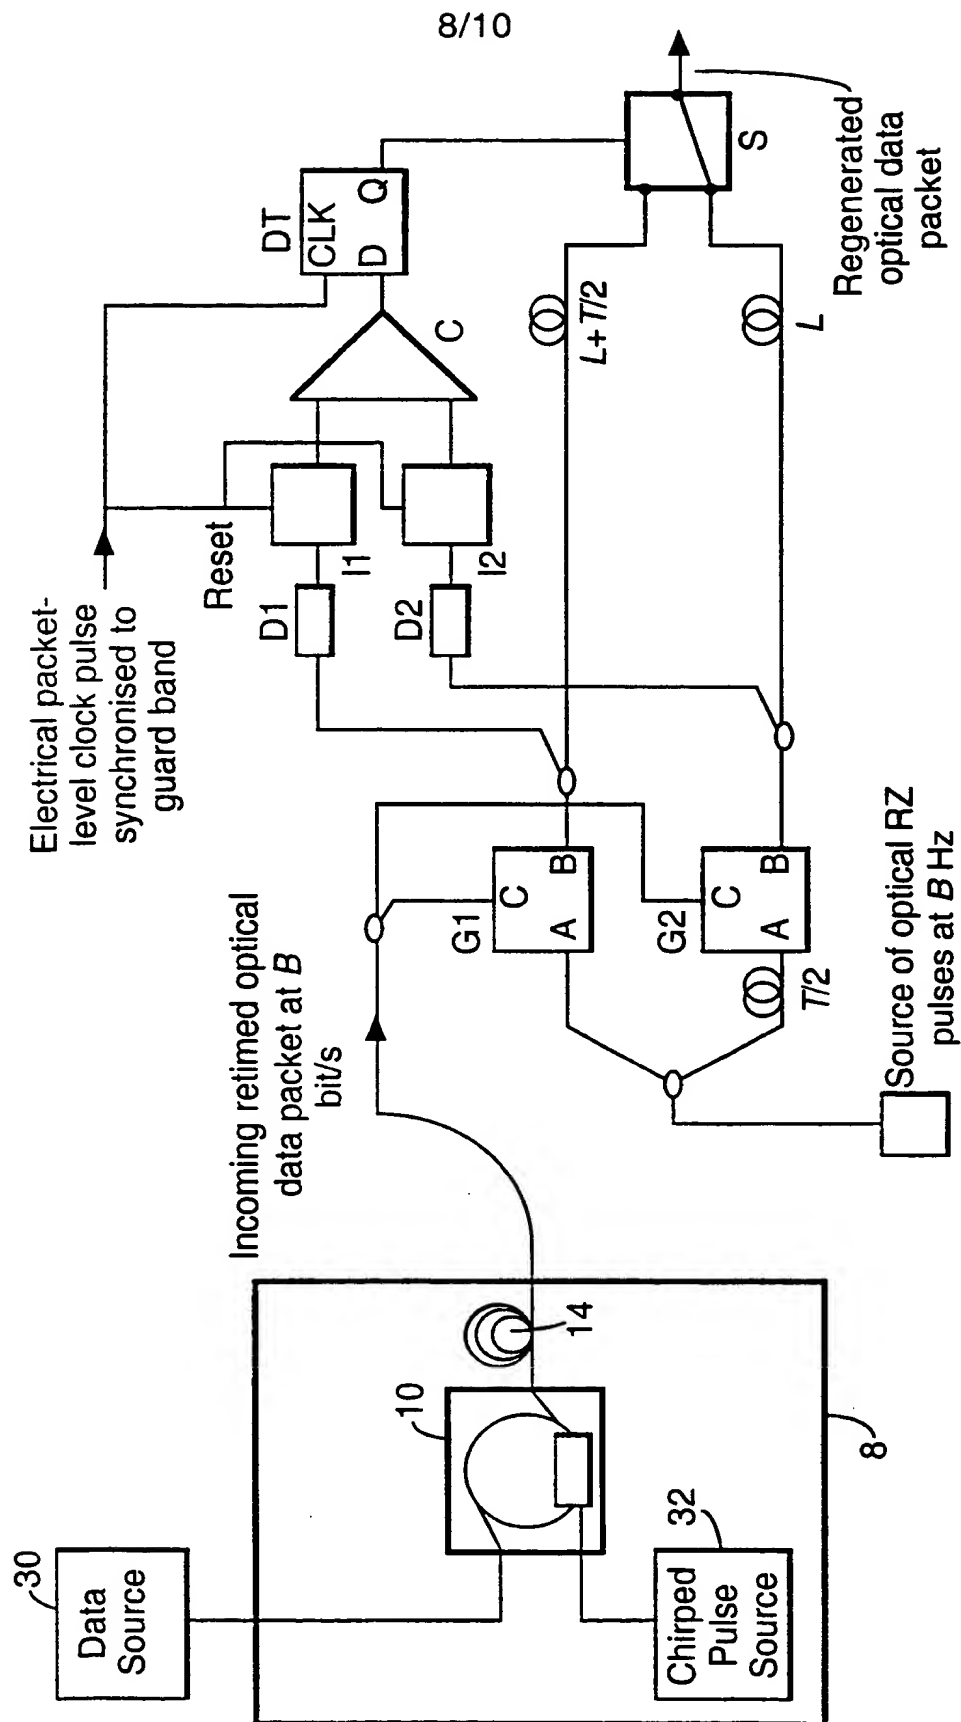 8/10
30
Data
Source
10
14
32
Chirped
Pulse
Source
8
Incoming retimed optical
data packet at B
bit/s
Electrical packet-
level clock pulse
synchronised to
guard band
Reset
D1
I1
D2
I2
C
DT
CLK
D
Q
G1
C
A
B
G2
C
A
B
T/2
L+T/2
L
S
Regenerated
optical data
packet
Source of optical RZ
pulses at B Hz